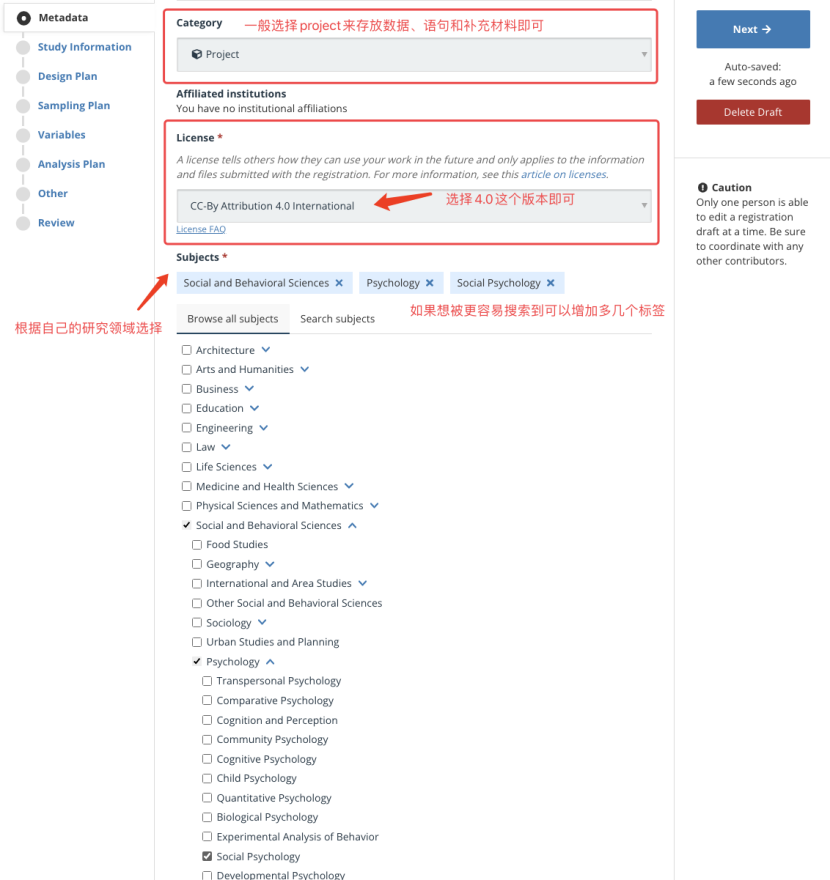 Metadata
Study Information
Design Plan
Sampling Plan
Variables
Analysis Plan
Other
Review
Category
一般选择project来存放数据、语句和补充材料即可
Project
Affiliated institutions
You have no institutional affiliations
License *
A license tells others how they can use your work in the future and only applies to the information
and files submitted with the registration. For more information, see this article on licenses.
CC-By Attribution 4.0 International
选择4.0这个版本即可
License FAQ
Subjects *
Social and Behavioral Sciences ×
Psychology ×
Social Psychology ×
根据自己的研究领域选择
如果想被更容易搜索到可以增加多几个标签
Browse all subjects
Search subjects
Architecture
Arts and Humanities
Business
Education
Engineering
Law
Life Sciences
Medicine and Health Sciences
Physical Sciences and Mathematics
Social and Behavioral Sciences
Food Studies
Geography
International and Area Studies
Other Social and Behavioral Sciences
Sociology
Urban Studies and Planning
Psychology
Transpersonal Psychology
Comparative Psychology
Cognition and Perception
Community Psychology
Cognitive Psychology
Child Psychology
Quantitative Psychology
Biological Psychology
Experimental Analysis of Behavior
Social Psychology
Developmental Psychology
Next →
Auto-saved:
a few seconds ago
Delete Draft
Caution
Only one person is able
to edit a registration
draft at a time. Be sure
to coordinate with any
other contributors.